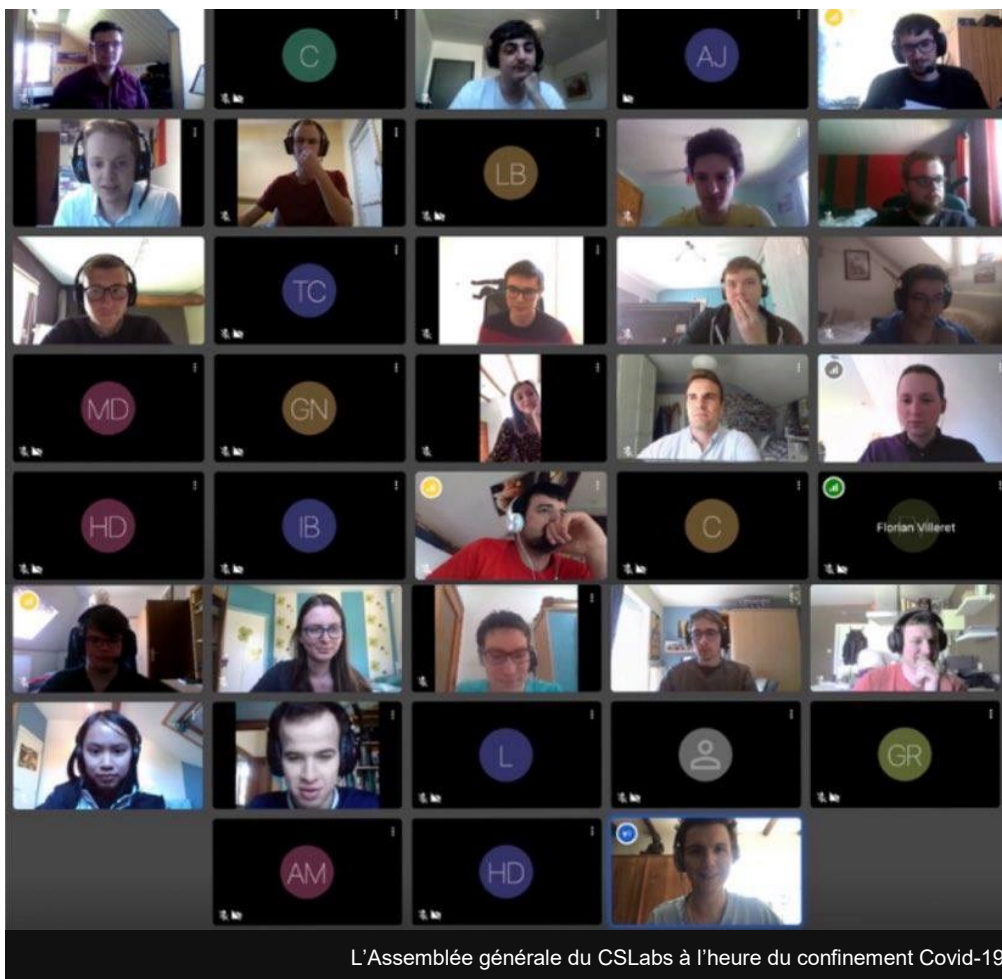 C
AJ
LB
TC
MD
GN
HD
IB
C
Florian Villeret
L
GR
AM
HD
L’Assemblée générale du CSLabs à l’heure du confinement Covid-19